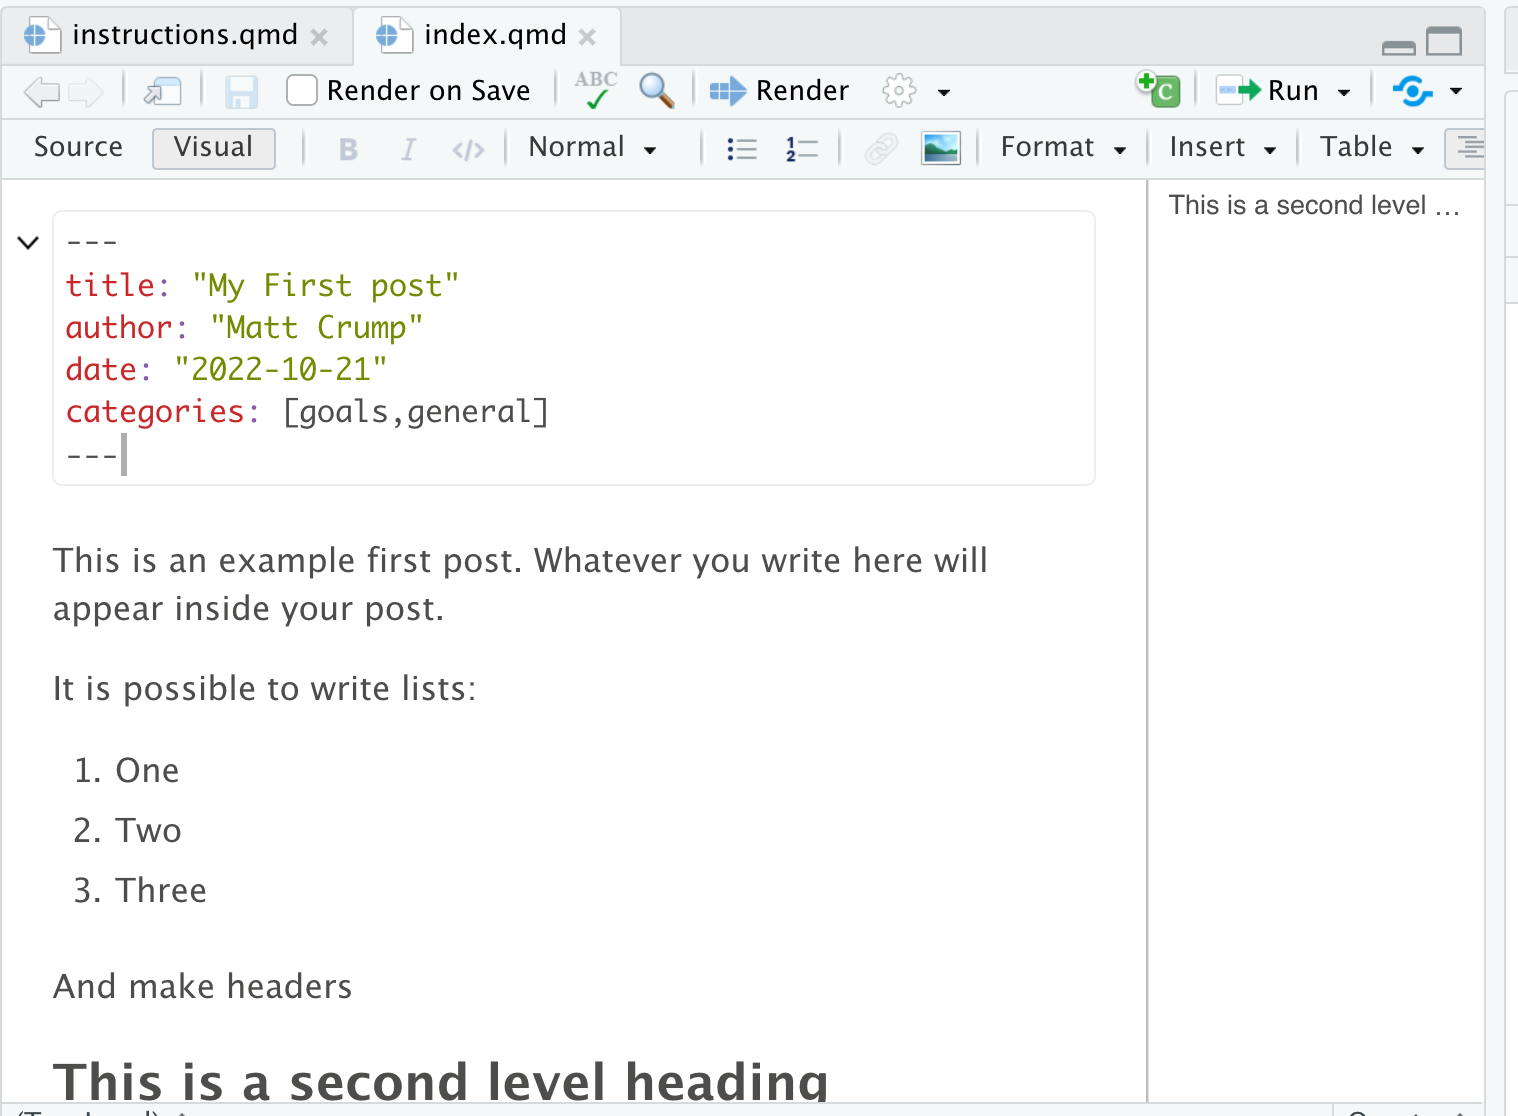 instructions.qmd index.qmd
Render on Save ABC Render C Run
Source Visual B I </> Normal 1 2 Format Insert Table
This is a second level …
---
title: "My First post"
author: "Matt Crump"
date: "2022-10-21"
categories: [goals,general]
---
This is an example first post. Whatever you write here will
appear inside your post.
It is possible to write lists:
1. One
2. Two
3. Three
And make headers
This is a second level heading